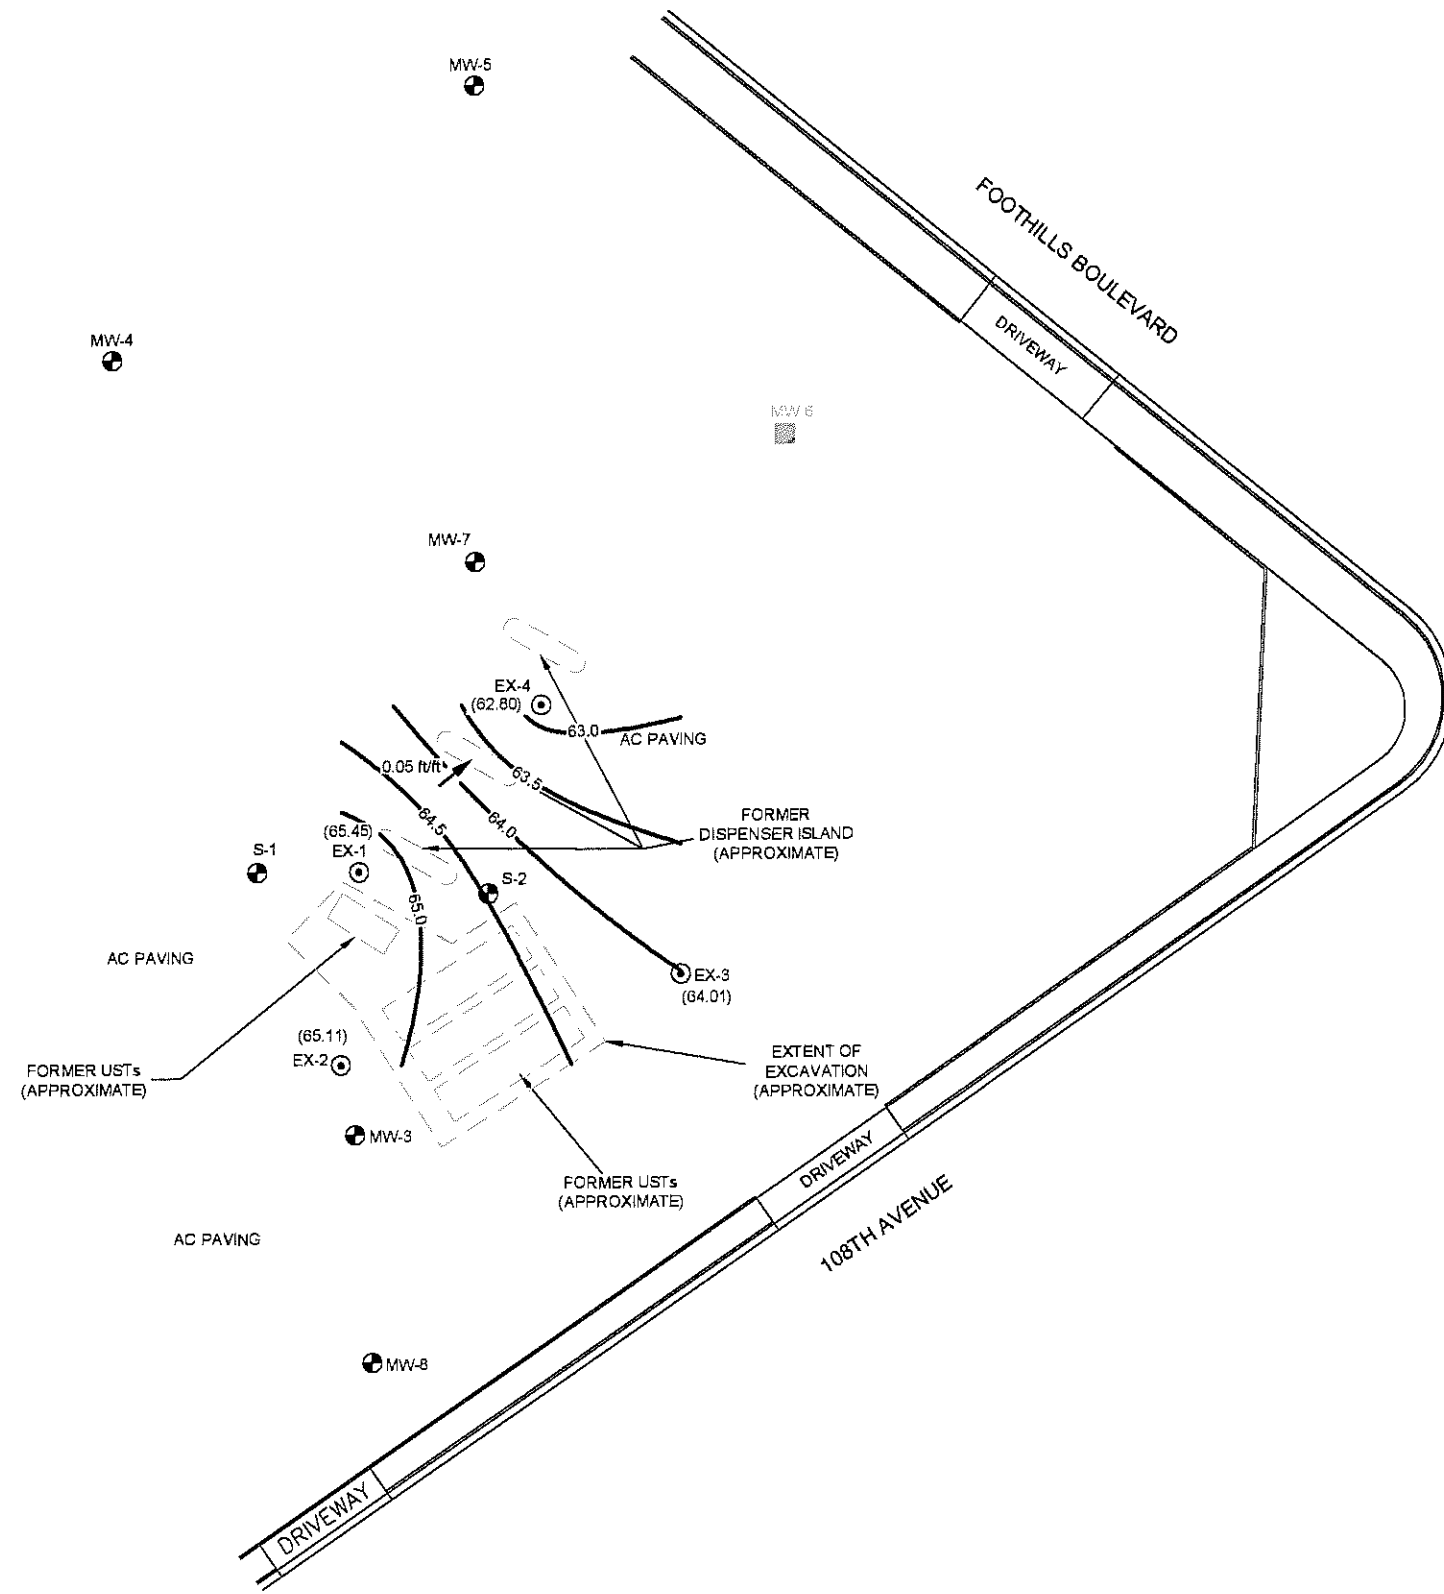 MW-5
FOOTHILLS BOULEVARD
DRIVEWAY
MW-4
MW 6
MW-7
EX-4
(62.80)
63.0
AC PAVING
0.05 ft/ft
63.5
64.5
64.0
FORMER
DISPENSER ISLAND
(APPROXIMATE)
(65.45)
EX-1
S-1
S-2
65.0
AC PAVING
EX-3
(64.01)
(65.11)
EX-2
FORMER USTs
(APPROXIMATE)
EXTENT OF
EXCAVATION
(APPROXIMATE)
MW-3
DRIVEWAY
FORMER USTs
(APPROXIMATE)
108TH AVENUE
AC PAVING
MW-8
DRIVEWAY